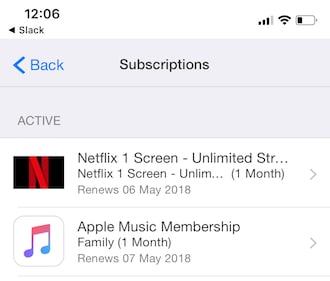 12:06
Slack
Back Subscriptions
ACTIVE
Netflix 1 Screen - Unlimited Str...
Netflix 1 Screen - Unlim... (1 Month)
Renews 06 May 2018
Apple Music Membership
Family (1 Month)
Renews 07 May 2018